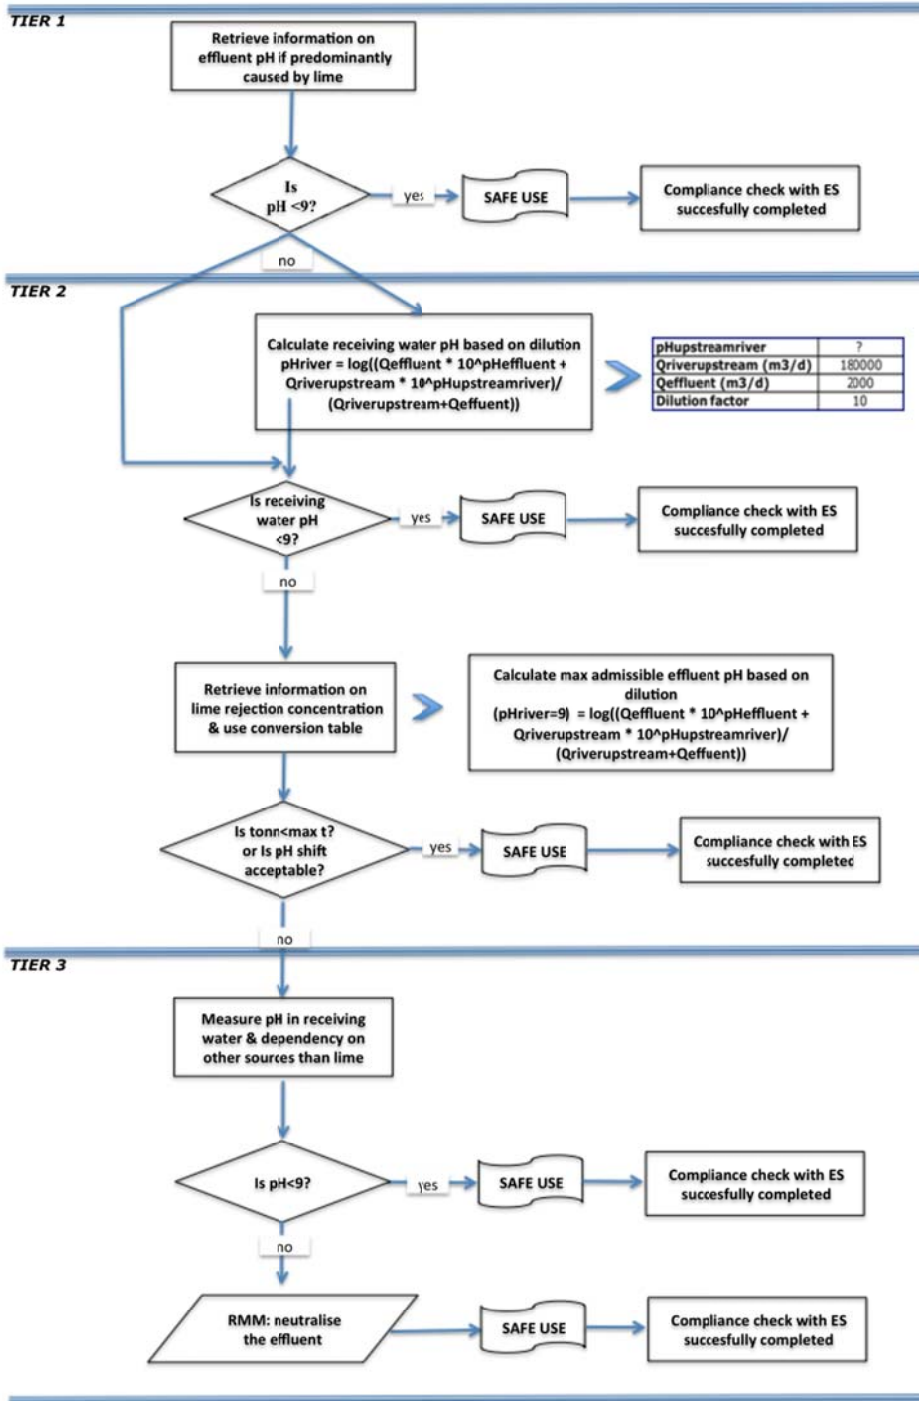 TIER 1
Retrieve information on
effluent pH if predominantly
caused by lime
Is
pH <9?
yes
SAFE USE
Compliance check with ES
succesfully completed
no
TIER 2
Calculate receiving water pH based on dilution
pHriver = log((Qeffluent * 10^pHeffluent +
Qriverupstream * 10^pHupstreamriver)/
(Qriverupstream+Qeffuent))
pHupstreamriver ?
Qriverupstream (m3/d) 180000
Qeffluent (m3/d) 2000
Dilution factor 10
Is receiving
water pH
<9?
yes
SAFE USE
Compliance check with ES
succesfully completed
no
Retrieve information on
lime rejection concentration
& use conversion table
Calculate max admissible effluent pH based on
dilution
(pHriver=9) = log((Qeffluent * 10^pHeffluent +
Qriverupstream * 10^pHupstreamriver)/
(Qriverupstream+Qeffuent))
Is tonn<max t?
or Is pH shift
acceptable?
yes
SAFE USE
Compliance check with ES
succesfully completed
no
TIER 3
Measure pH in receiving
water & dependency on
other sources than lime
Is pH<9?
yes
SAFE USE
Compliance check with ES
succesfully completed
no
RMM: neutralise
the effluent
SAFE USE
Compliance check with ES
succesfully completed